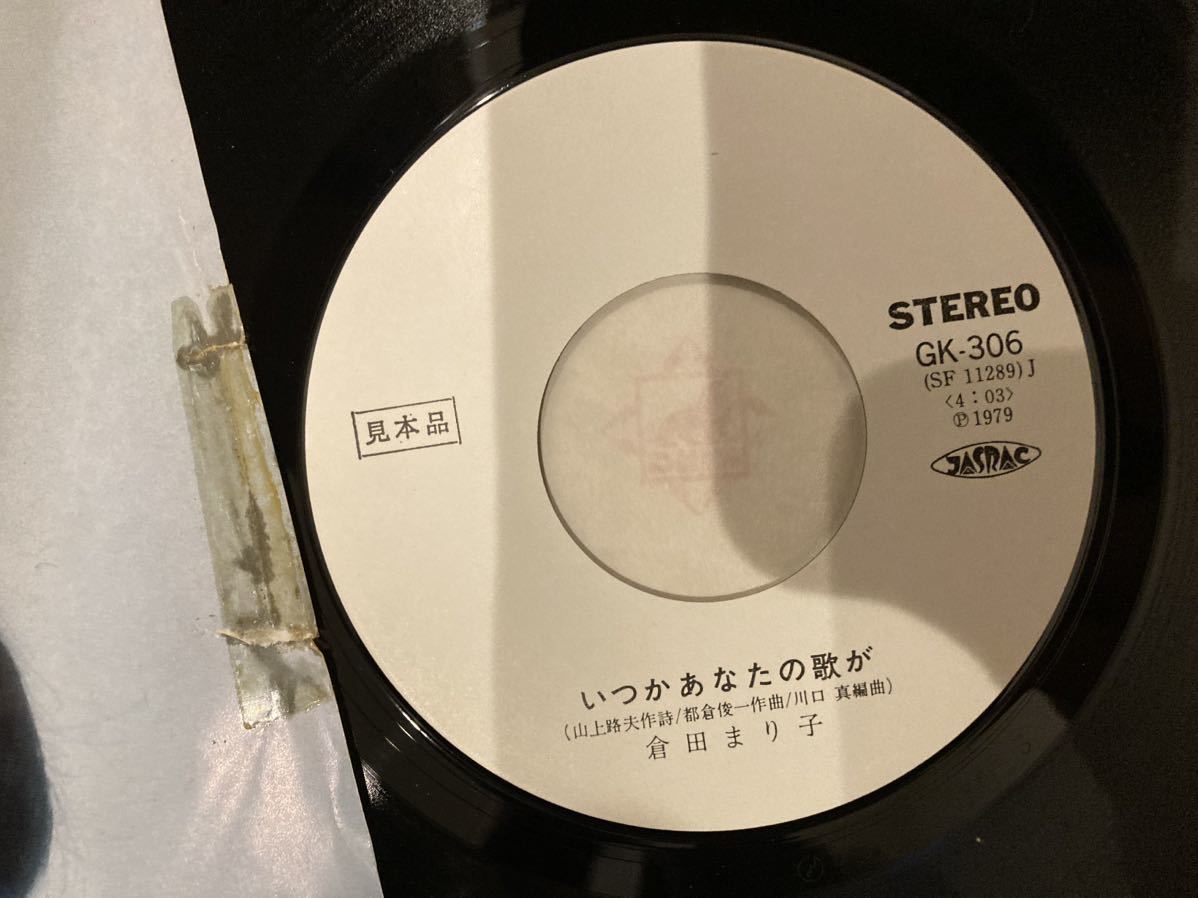 STEREO
GK-306
(SF 11289) J
〈4:03〉
Ⓟ1979
JASRAC
見本品
いつかあなたの歌が
(山上路夫作詩/都倉俊一作曲/川口 真編曲)
倉田まり子